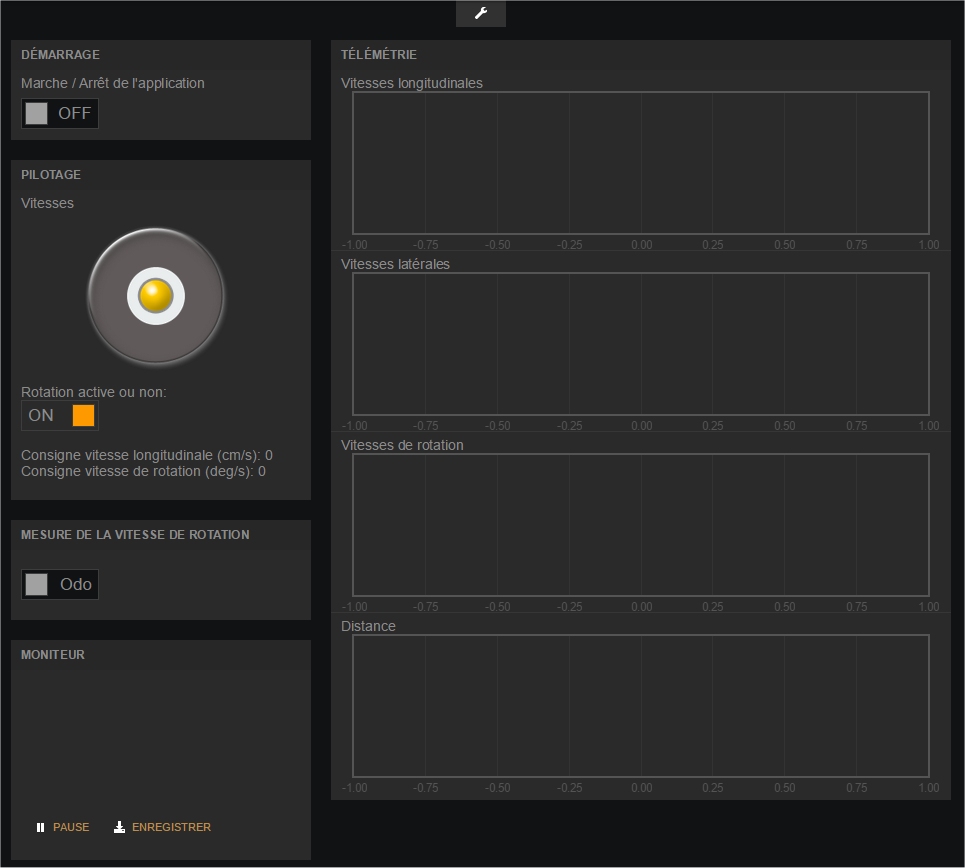 DÉMARRAGE
Marche / Arrêt de l'application
OFF
PILOTAGE
Vitesses
Rotation active ou non:
ON
Consigne vitesse longitudinale (cm/s): 0
Consigne vitesse de rotation (deg/s): 0
MESURE DE LA VITESSE DE ROTATION
Odo
MONITEUR
PAUSE ENREGISTRER
TÉLÉMÉTRIE
Vitesses longitudinales
-1.00 -0.75 -0.50 -0.25 0.00 0.25 0.50 0.75 1.00
Vitesses latérales
-1.00 -0.75 -0.50 -0.25 0.00 0.25 0.50 0.75 1.00
Vitesses de rotation
-1.00 -0.75 -0.50 -0.25 0.00 0.25 0.50 0.75 1.00
Distance
-1.00 -0.75 -0.50 -0.25 0.00 0.25 0.50 0.75 1.00